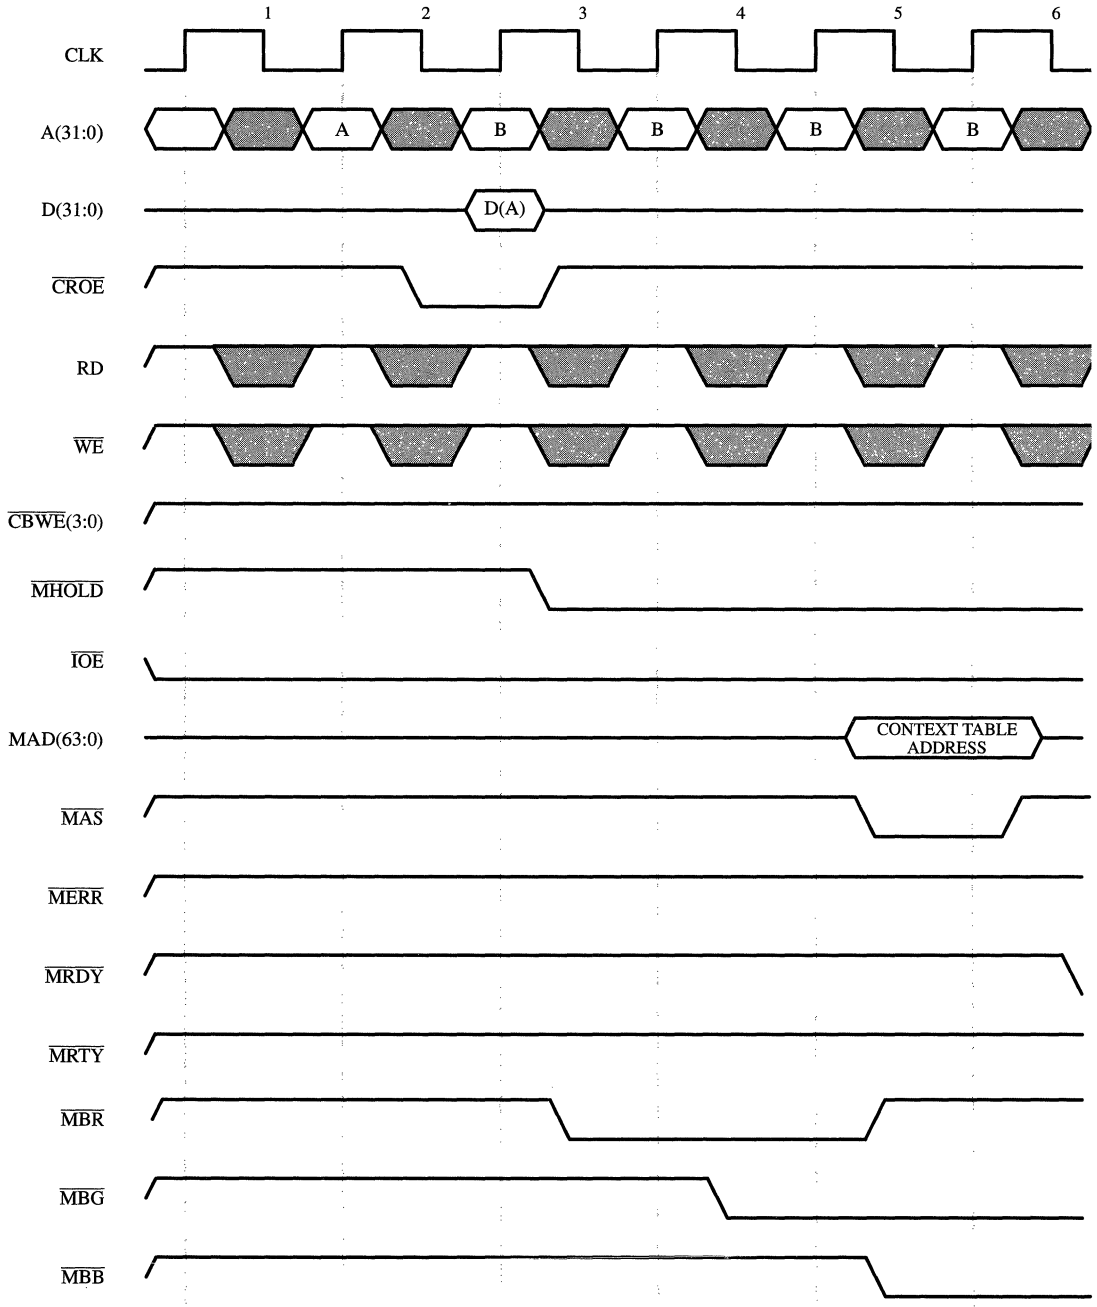 1 2 3 4 5 6
CLK
A(31:0) A B B B B
D(31:0) D(A)
CROE
RD
WE
CBWE(3:0)
MHOLD
IOE
MAD(63:0) CONTEXT TABLE
ADDRESS
MAS
MERR
MRDY
MRTY
MBR
MBG
MBB